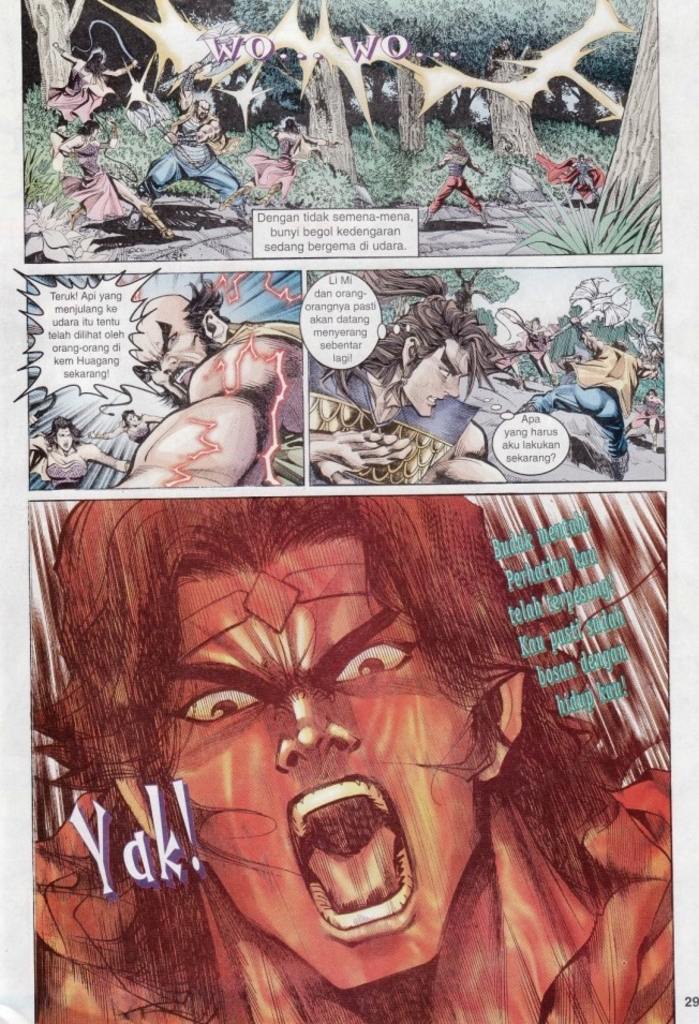 WO... WO...
Dengan tidak semena-mena,
bunyi begol kedengaran
sedang bergema di udara.
Teruk! Api yang
menjulang ke
udara itu tentu
telah dilihat oleh
orang-orang di
kem Huagang
sekarang!
Li Mi
dan orang-
orangnya pasti
akan datang
menyerang
sebentar
lagi!
Apa
yang harus
aku lakukan
sekarang?
Budak mentah!
Perhatian kau
telah terpesong!
Kau pasti sudah
bosan dengan
hidup kau!
Yak!
29